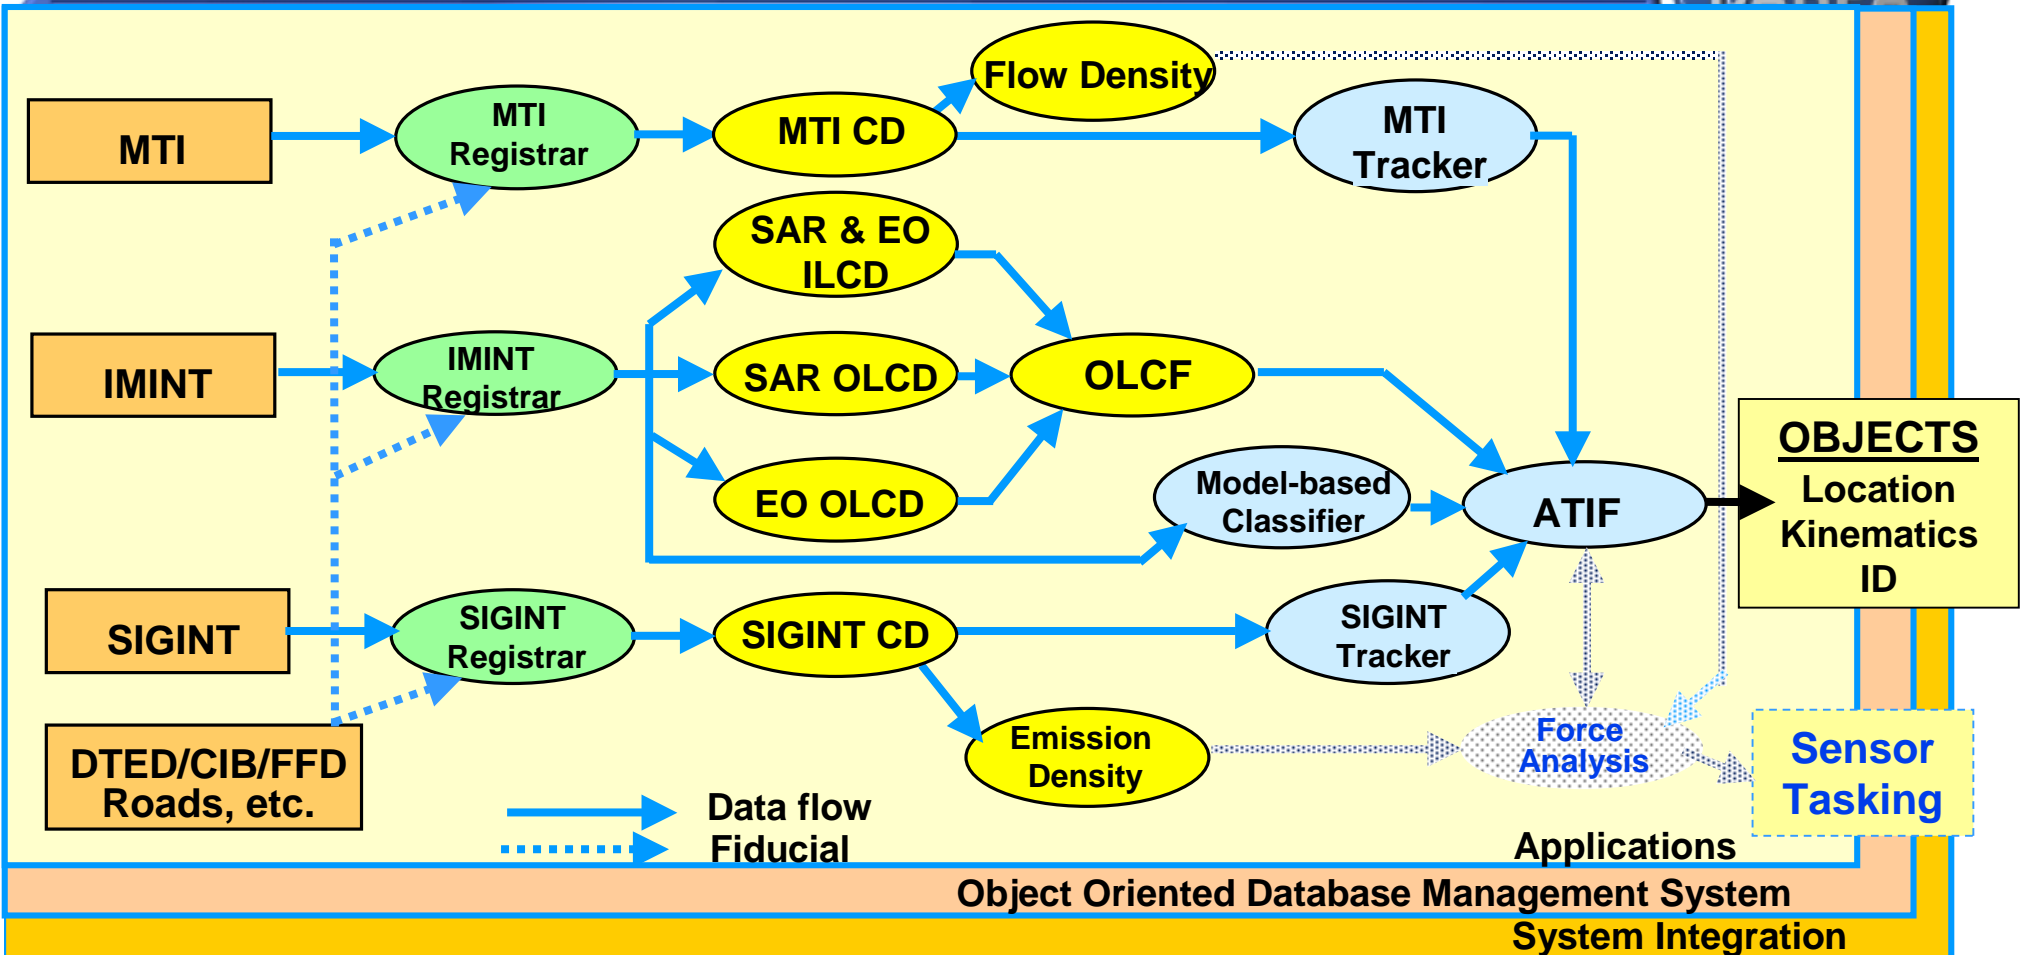 Flow Density
MTI
MTI
Registrar
MTI CD
MTI
Tracker
SAR & EO
ILCD
IMINT
IMINT
Registrar
SAR OLCD
OLCF
EO OLCD
Model-based
Classifier
ATIF
OBJECTS
Location
Kinematics
ID
SIGINT
SIGINT
Registrar
SIGINT CD
SIGINT
Tracker
DTED/CIB/FFD
Roads, etc.
Emission
Density
Force
Analysis
Sensor
Tasking
Data flow
Fiducial
Applications
Object Oriented Database Management System
System Integration